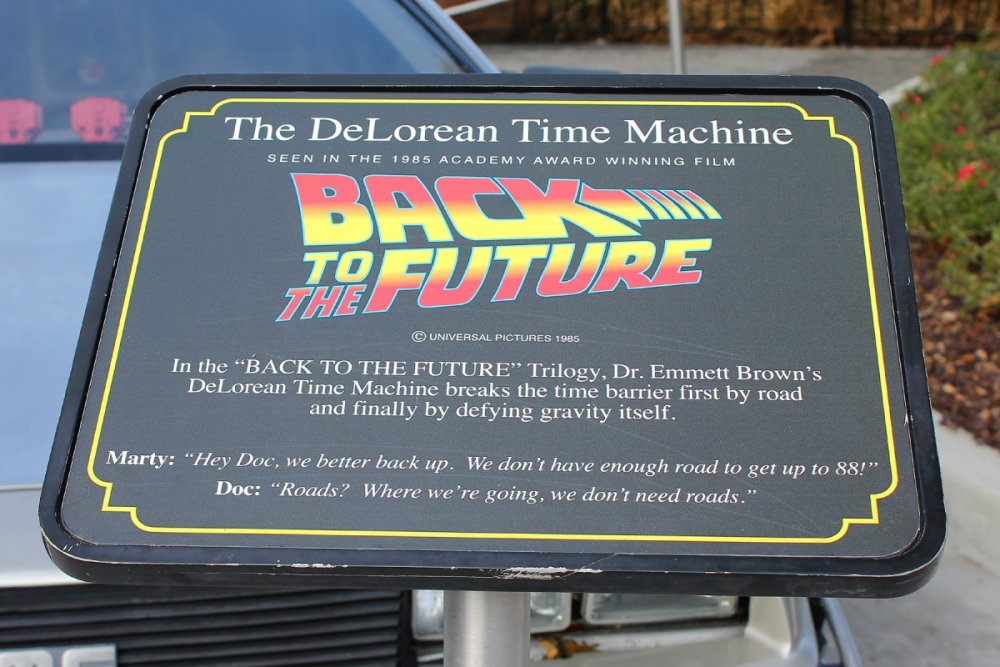 The DeLorean Time Machine
SEEN IN THE 1985 ACADEMY AWARD WINNING FILM
BACK
TO
THE FUTURE
© UNIVERSAL PICTURES 1985
In the “BACK TO THE FUTURE” Trilogy, Dr. Emmett Brown’s
DeLorean Time Machine breaks the time barrier first by road
and finally by defying gravity itself.
Marty: “Hey Doc, we better back up. We don’t have enough road to get up to 88!”
Doc: “Roads? Where we’re going, we don’t need roads.”